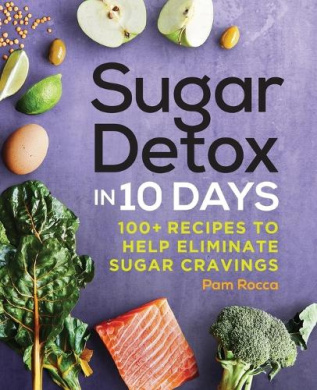 Sugar
Detox
IN 10 DAYS
100+ RECIPES TO
HELP ELIMINATE
SUGAR CRAVINGS
Pam Rocca